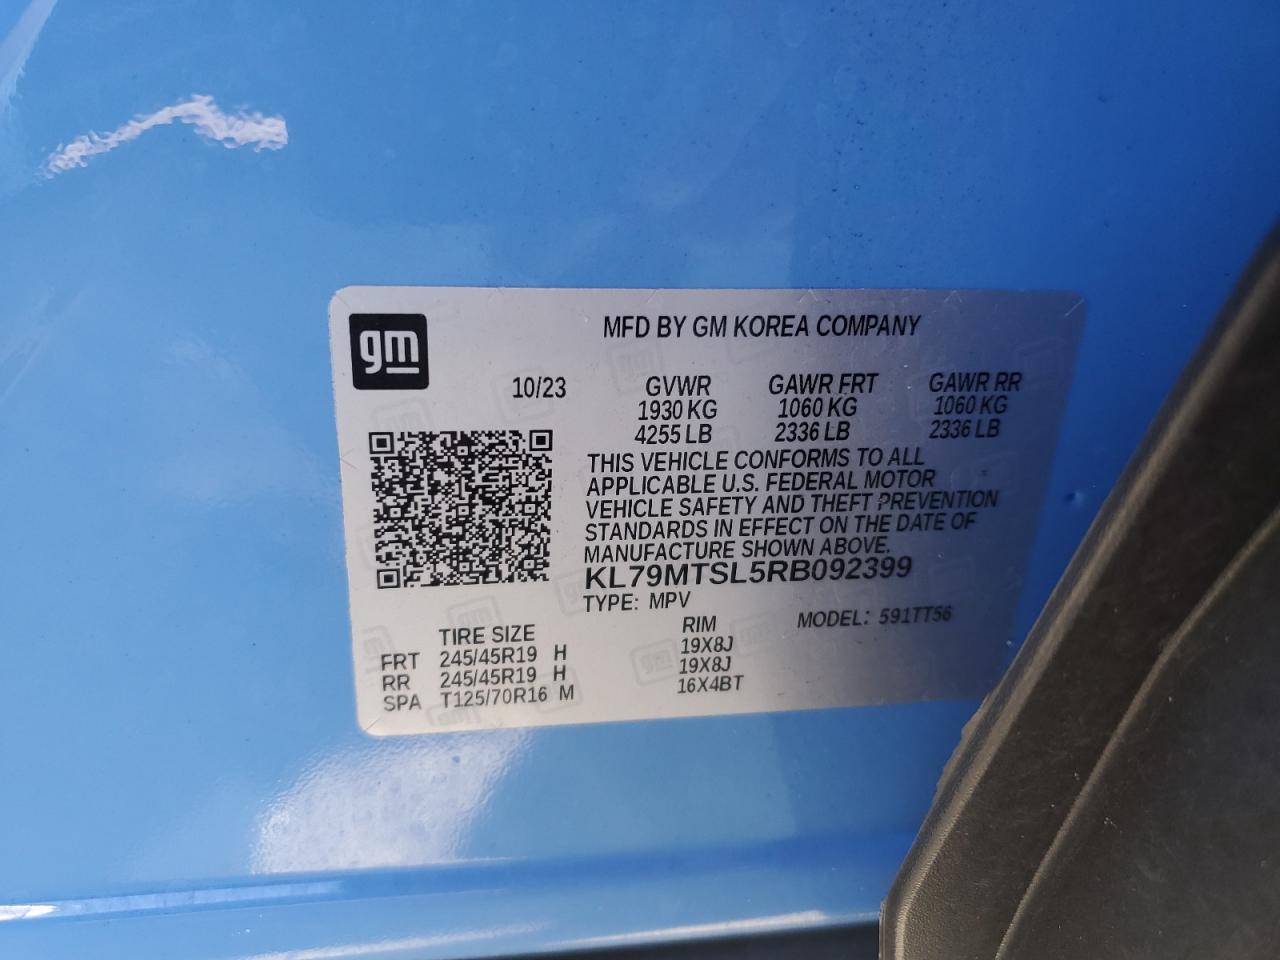 gm
MFD BY GM KOREA COMPANY
10/23 GVWR GAWR FRT GAWR RR
1930 KG 1060 KG 1060 KG
4255 LB 2336 LB 2336 LB
THIS VEHICLE CONFORMS TO ALL
APPLICABLE U.S. FEDERAL MOTOR
VEHICLE SAFETY AND THEFT PREVENTION
STANDARDS IN EFFECT ON THE DATE OF
MANUFACTURE SHOWN ABOVE.
KL79MTSL5RB092399
TYPE: MPV MODEL: 591TT56
TIRE SIZE RIM
FRT 245/45R19 H 19X8J
RR 245/45R19 H 19X8J
SPA T125/70R16 M 16X4BT